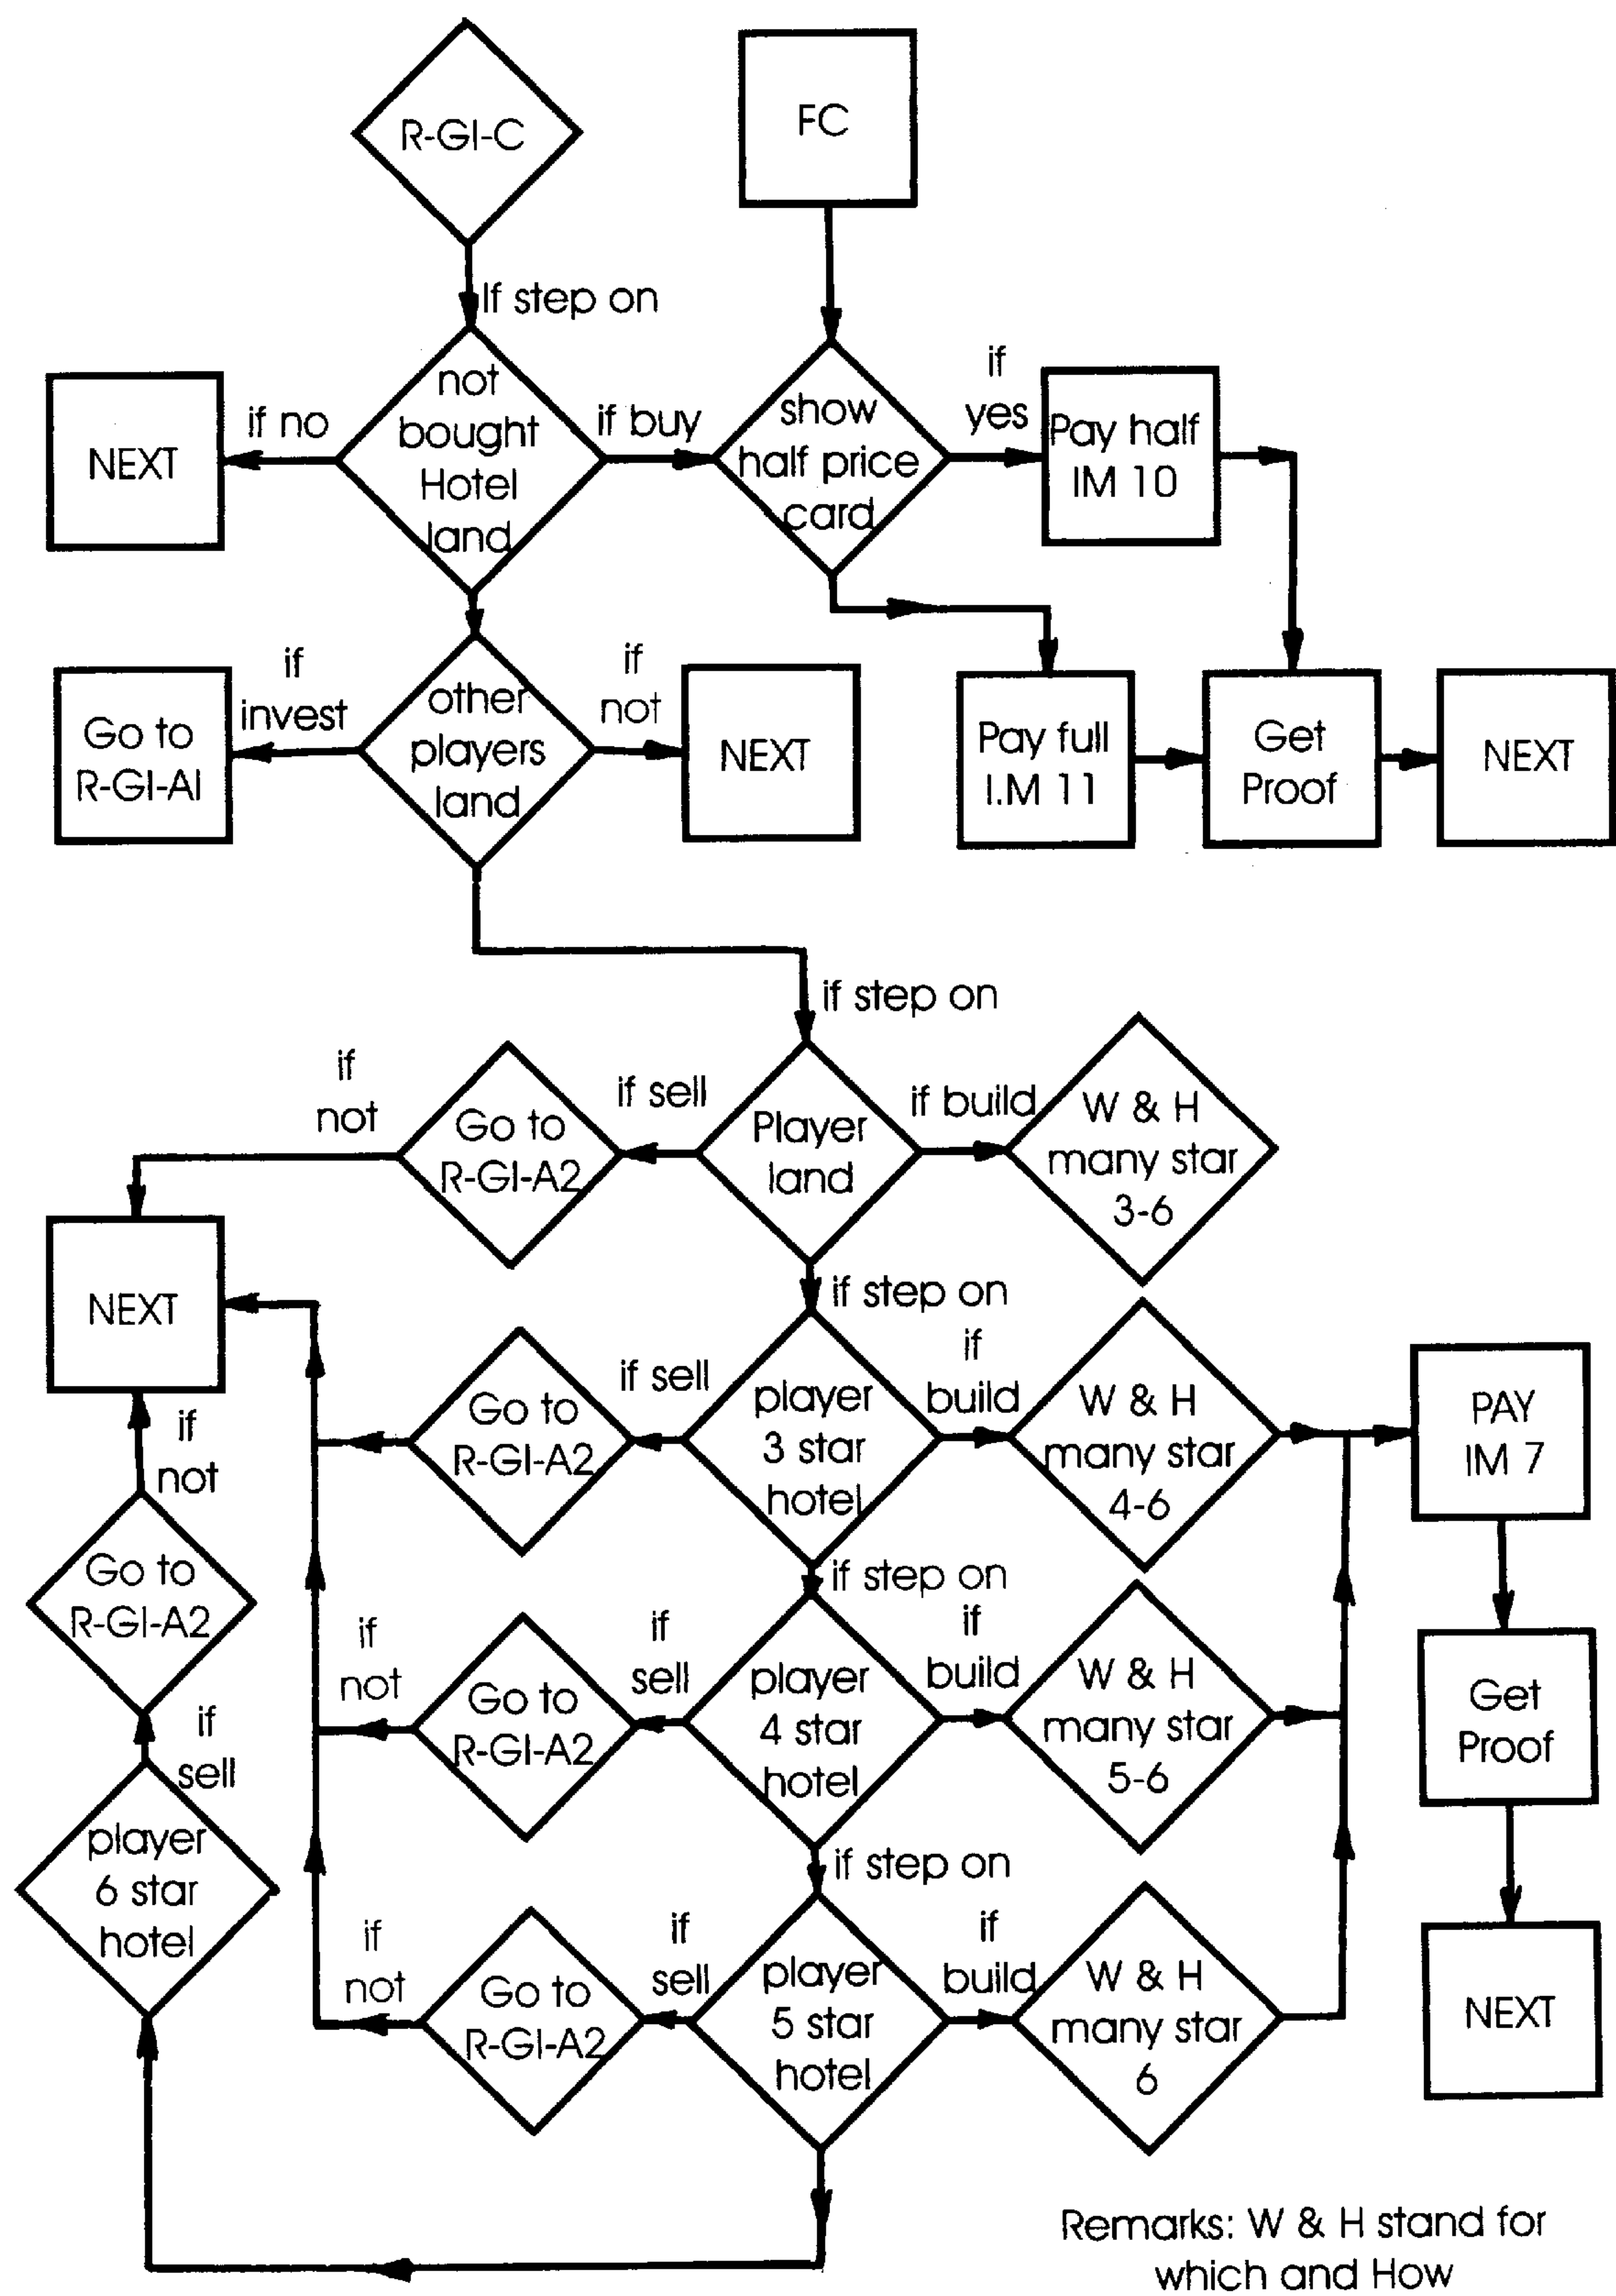 R-GI-C
FC
If step on
not
bought
Hotel
land
if no
NEXT
if buy
show
half price
card
if
yes
Pay half
IM 10
other
players
land
if
invest
Go to
R-GI-AI
if
not
NEXT
Pay full
I.M 11
Get
Proof
NEXT
if step on
Player
land
if sell
Go to
R-GI-A2
if
not
NEXT
if build
W & H
many star
3-6
if step on
player
3 star
hotel
if sell
Go to
R-GI-A2
if
build
W & H
many star
4-6
PAY
IM 7
Get
Proof
NEXT
if step on
player
4 star
hotel
if
sell
Go to
R-GI-A2
if
not
if
build
W & H
many star
5-6
if step on
player
5 star
hotel
if
sell
Go to
R-GI-A2
if
not
if
build
W & H
many star
6
if
not
Go to
R-GI-A2
if
sell
player
6 star
hotel
Remarks: W & H stand for
which and How